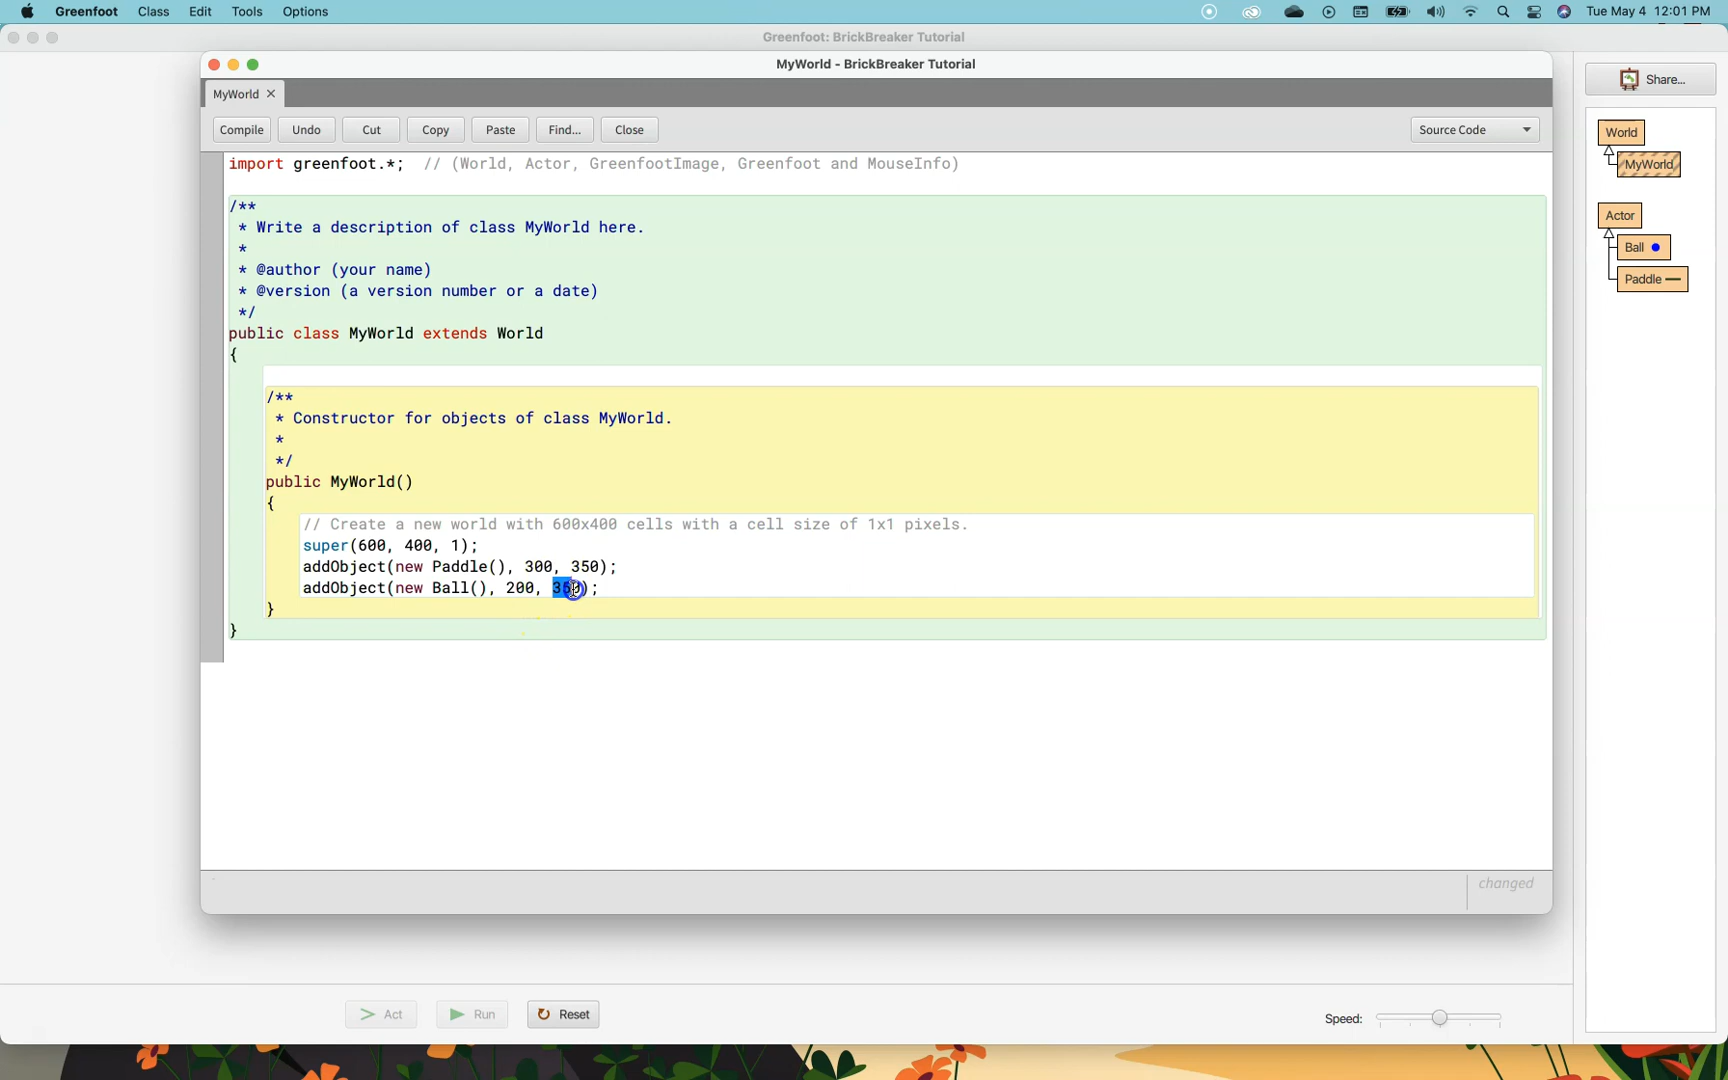 Greenfoot Class Edit Tools Options Tue May 4 12:01 PM
Greenfoot: BrickBreaker Tutorial
MyWorld - BrickBreaker Tutorial
MyWorld ×
Compile Undo Cut Copy Paste Find... Close Source Code
import greenfoot.*; // (World, Actor, GreenfootImage, Greenfoot and MouseInfo)
/**
* Write a description of class MyWorld here.
*
* @author (your name)
* @version (a version number or a date)
*/
public class MyWorld extends World
{
/**
* Constructor for objects of class MyWorld.
*
*/
public MyWorld()
{
// Create a new world with 600x400 cells with a cell size of 1x1 pixels.
super(600, 400, 1);
addObject(new Paddle(), 300, 350);
addObject(new Ball(), 200, 350);
}
}
changed
Share...
World
MyWorld
Actor
Ball
Paddle
Act Run Reset Speed: